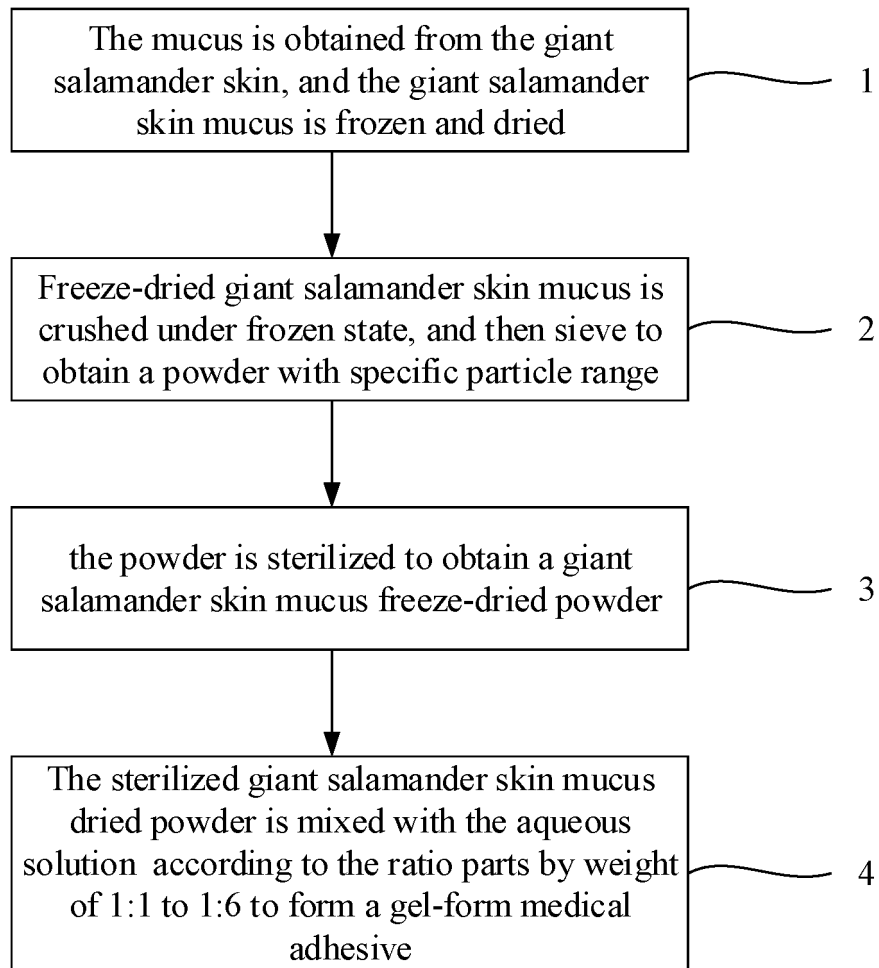 The mucus is obtained from the giant
salamander skin, and the giant salamander
skin mucus is frozen and dried
1
Freeze-dried giant salamander skin mucus is
crushed under frozen state, and then sieve to
obtain a powder with specific particle range
2
the powder is sterilized to obtain a giant
salamander skin mucus freeze-dried powder
3
The sterilized giant salamander skin mucus
dried powder is mixed with the aqueous
solution according to the ratio parts by weight
of 1:1 to 1:6 to form a gel-form medical
adhesive
4